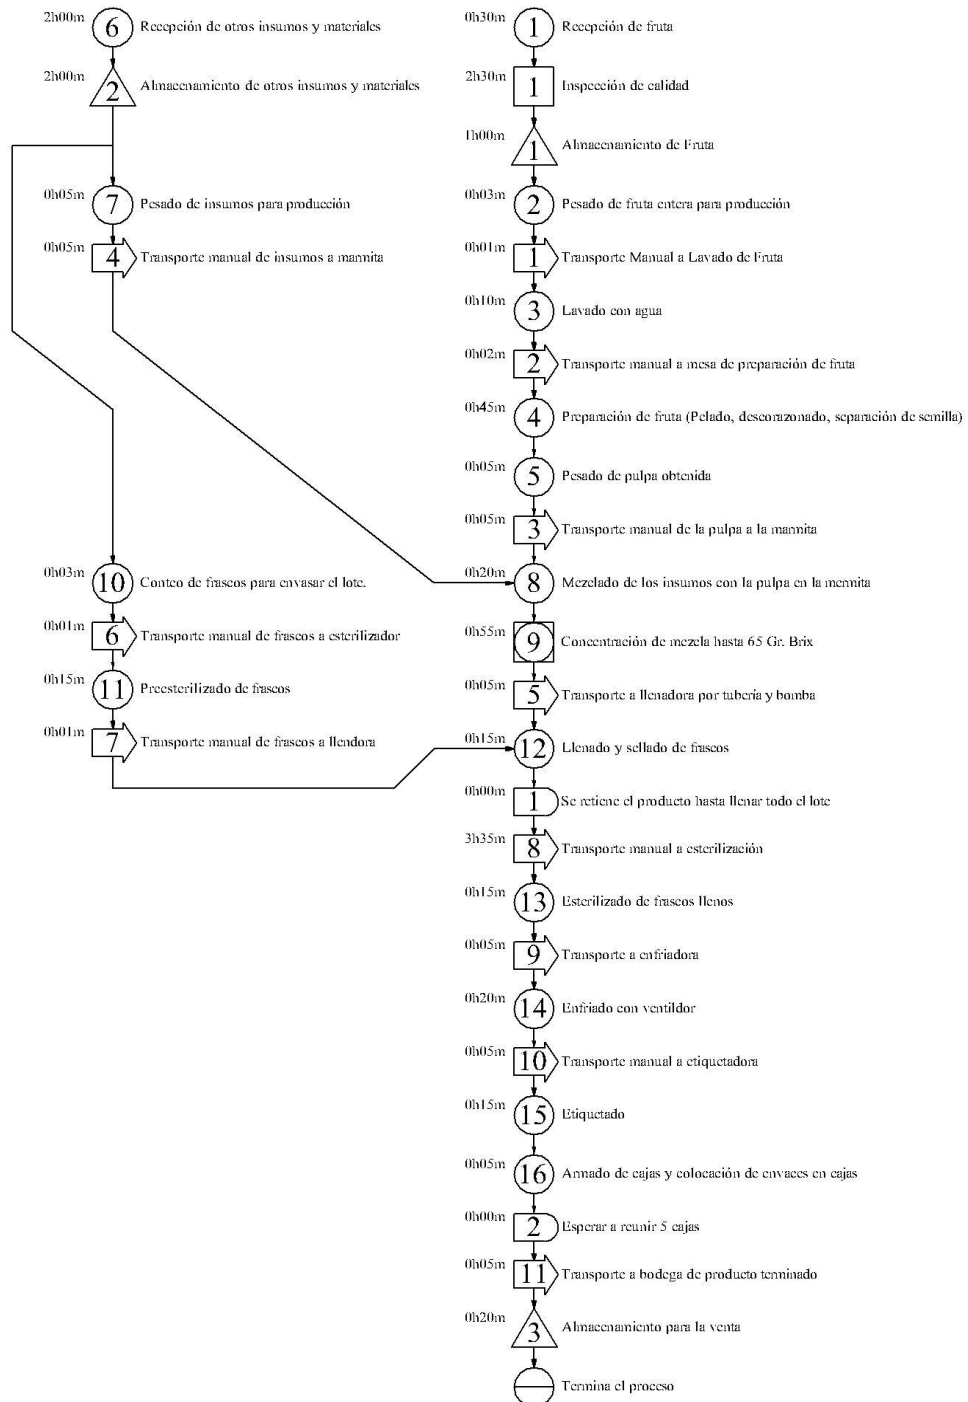 2h00m 6 Recepción de otros insumos y materiales
2h00m 2 Almacenamiento de otros insumos y materiales
0h05m 7 Pesado de insumos para producción
0h05m 4 Transporte manual de insumos a marmita
0h03m 10 Conteo de frascos para envasar el lote.
0h01m 6 Transporte manual de frascos a esterilizador
0h15m 11 Preesterilizado de frascos
0h01m 7 Transporte manual de frascos a llendora
0h30m 1 Recepción de fruta
2h30m 1 Inspección de calidad
1h00m 1 Almacenamiento de Fruta
0h03m 2 Pesado de fruta entera para producción
0h01m 1 Transporte Manual a Lavado de Fruta
0h10m 3 Lavado con agua
0h02m 2 Transporte manual a mesa de preparación de fruta
0h45m 4 Preparación de fruta (Pelado, descorazonado, separación de semilla)
0h05m 5 Pesado de pulpa obtenida
0h05m 3 Transporte manual de la pulpa a la marmita
0h20m 8 Mezclado de los insumos con la pulpa en la mermita
0h55m 9 Concentración de mezcla hasta 65 Gr. Brix
0h05m 5 Transporte a llenadora por tubería y bomba
0h15m 12 Llenado y sellado de frascos
0h00m 1 Se retiene el producto hasta llenar todo el lote
3h35m 8 Transporte manual a esterilización
0h15m 13 Esterilizado de frascos llenos
0h05m 9 Transporte a enfriadora
0h20m 14 Enfriado con ventildor
0h05m 10 Transporte manual a etiquetadora
0h15m 15 Etiquetado
0h05m 16 Armado de cajas y colocación de envaces en cajas
0h00m 2 Esperar a reunir 5 cajas
0h05m 11 Transporte a bodega de producto terminado
0h20m 3 Almacenamiento para la venta
Termina el proceso